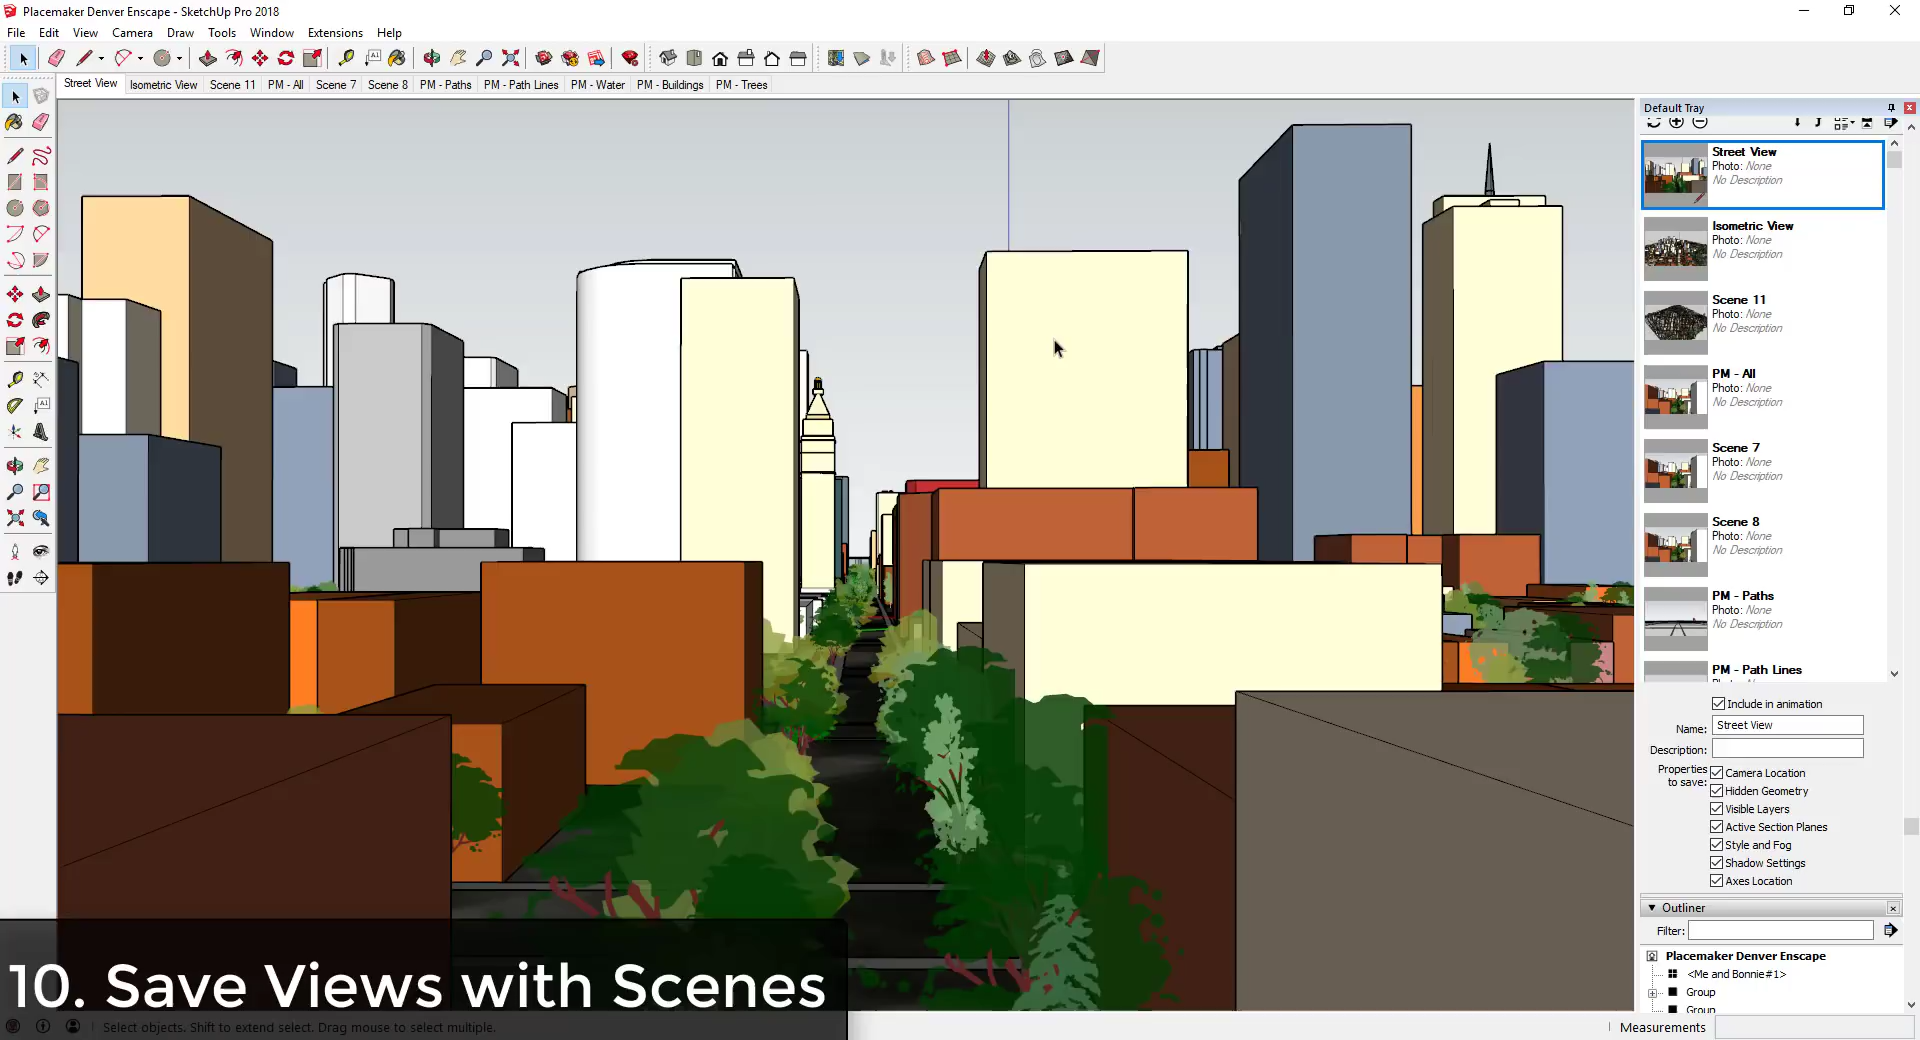 Placemaker Denver Enscape - SketchUp Pro 2018
File Edit View Camera Draw Tools Window Extensions Help
Street View Isometric View Scene 11 PM - All Scene 7 Scene 8 PM - Paths PM - Path Lines PM - Water PM - Buildings PM - Trees
Default Tray
Street View
Photo: None
No Description
Isometric View
Photo: None
No Description
Scene 11
Photo: None
No Description
PM - All
Photo: None
No Description
Scene 7
Photo: None
No Description
Scene 8
Photo: None
No Description
PM - Paths
Photo: None
No Description
PM - Path Lines
Include in animation
Name: Street View
Description:
Properties to save:
Camera Location
Hidden Geometry
Visible Layers
Active Section Planes
Style and Fog
Shadow Settings
Axes Location
Outliner
Filter:
Placemaker Denver Enscape
<Me and Bonnie#1>
Group
Group
10. Save Views with Scenes
Select objects. Shift to extend select. Drag mouse to select multiple.
Measurements